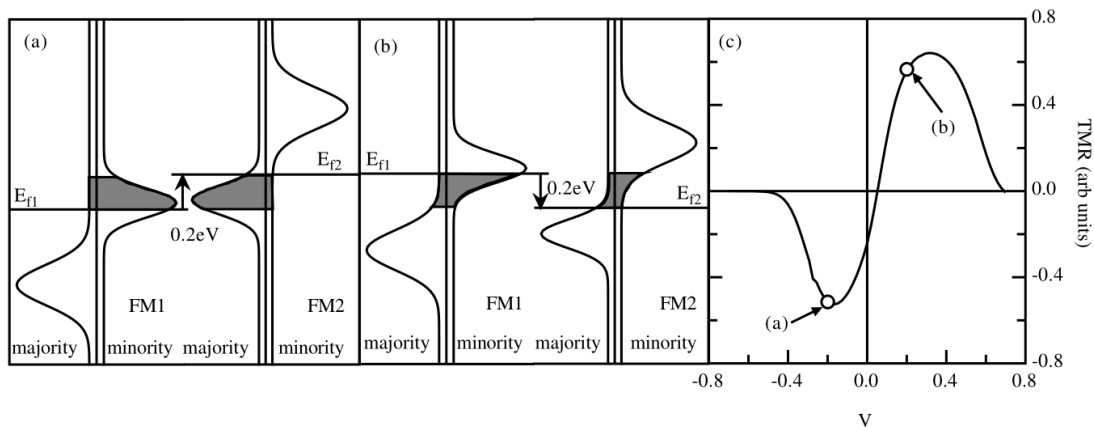 (a)
E_f1
E_f2
0.2eV
FM1
FM2
majority
minority
majority
minority
(b)
E_f1
0.2eV
E_f2
FM1
FM2
majority
minority
majority
minority
(c)
0.8
0.4
0.0
-0.4
-0.8
TMR (arb units)
(b)
(a)
-0.8
-0.4
0.0
0.4
0.8
V